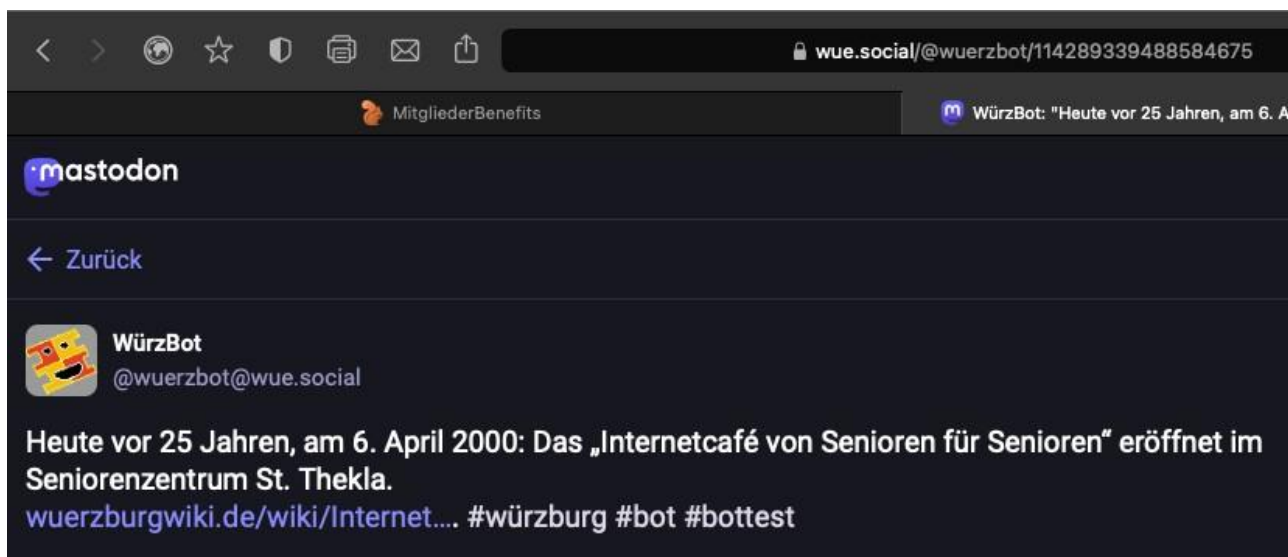 wue.social/@wuerzbot/114289339488584675
MitgliederBenefits
WürzBot: "Heute vor 25 Jahren, am 6. A
mastodon
← Zurück
WürzBot
@wuerzbot@wue.social
Heute vor 25 Jahren, am 6. April 2000: Das „Internetcafé von Senioren für Senioren“ eröffnet im
Seniorenzentrum St. Thekla.
wuerzburgwiki.de/wiki/Internet…. #würzburg #bot #bottest